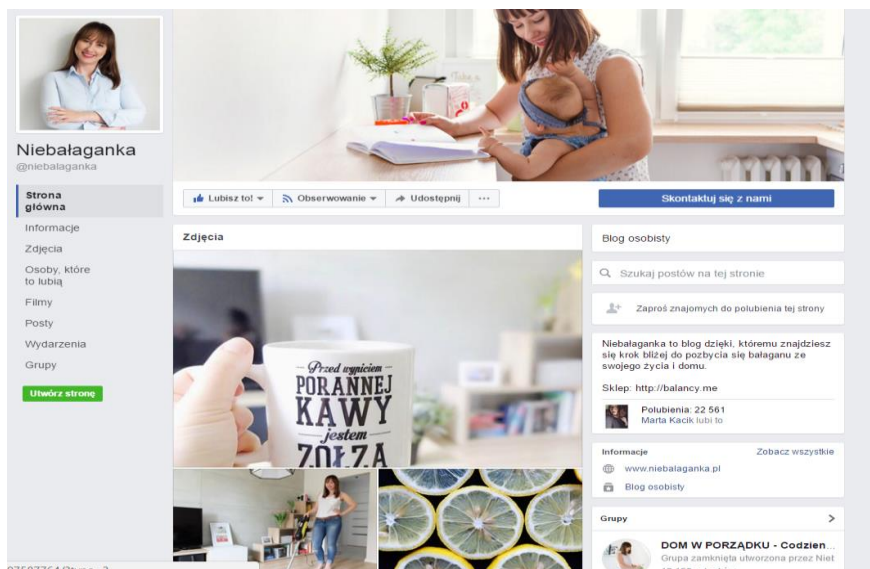 Niebałaganka
@niebalaganka
Strona
główna
Informacje
Zdjęcia
Osoby, które
to lubią
Filmy
Posty
Wydarzenia
Grupy
Utwórz stronę
Lubisz to!
Obserwowanie
Udostępnij
Skontaktuj się z nami
Zdjęcia
Przed wypiciem
PORANNEJ
KAWY
jestem
ZOŁZA
Blog osobisty
Szukaj postów na tej stronie
Zaproś znajomych do polubienia tej strony
Niebałaganka to blog dzięki, któremu znajdziesz
się krok bliżej do pozbycia się bałaganu ze
swojego życia i domu.
Sklep: http://balancy.me
Polubienia: 22 561
Marta Kacik lubi to
Informacje
Zobacz wszystkie
www.niebalaganka.pl
Blog osobisty
Grupy
DOM W PORZĄDKU - Codzien...
Grupa zamknięta utworzona przez Nieb